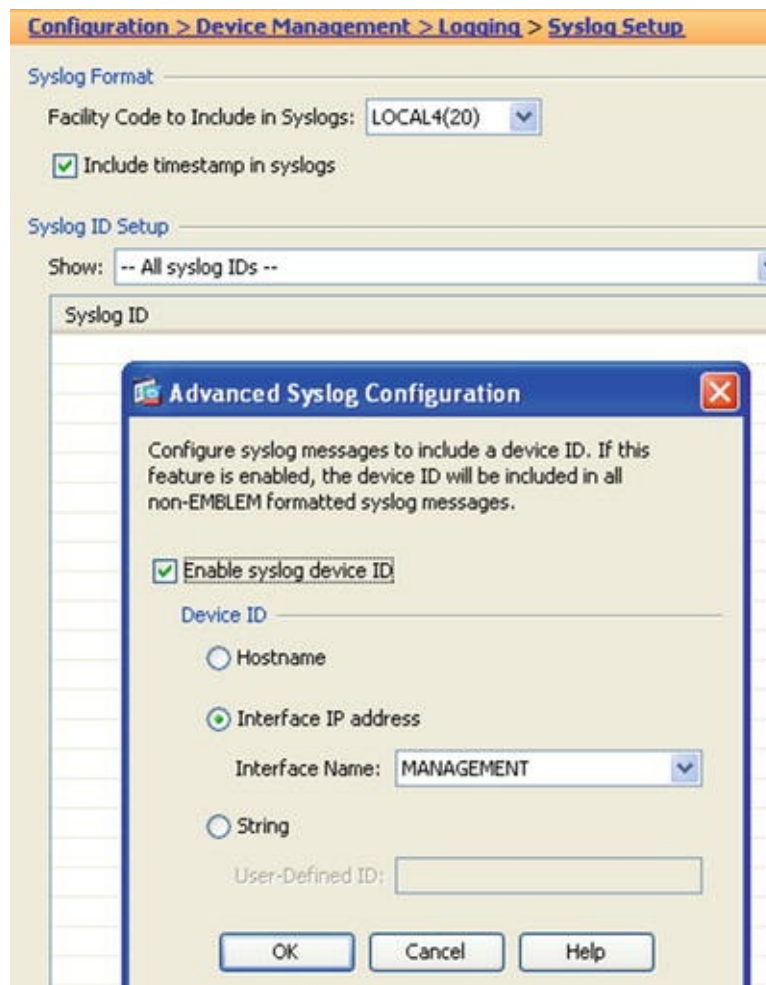 Configuration > Device Management > Logging > Syslog Setup
Syslog Format
Facility Code to Include in Syslogs: LOCAL4(20)
Include timestamp in syslogs
Syslog ID Setup
Show: -- All syslog IDs --
Syslog ID
Advanced Syslog Configuration
Configure syslog messages to include a device ID. If this
feature is enabled, the device ID will be included in all
non-EMBLEM formatted syslog messages.
Enable syslog device ID
Device ID
Hostname
Interface IP address
Interface Name: MANAGEMENT
String
User-Defined ID:
OK Cancel Help